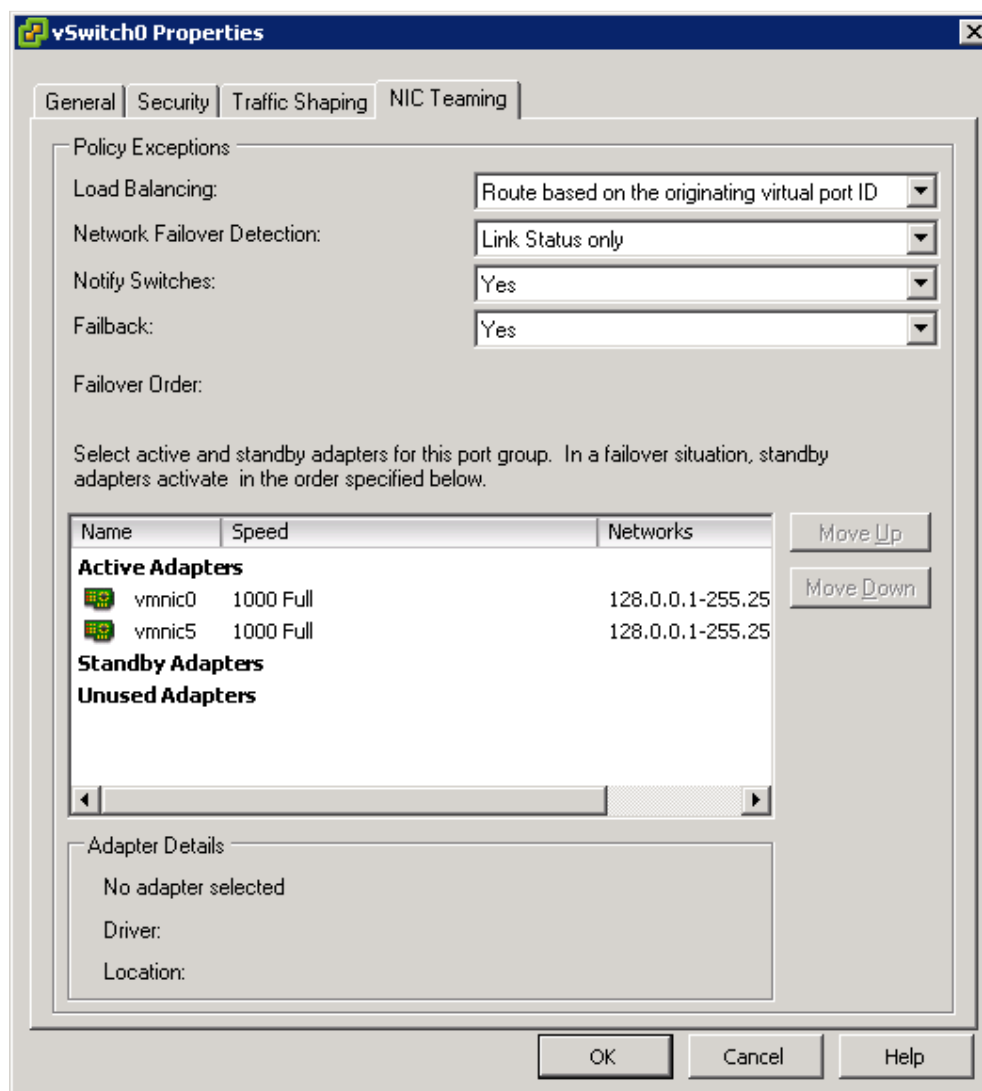 vSwitch0 Properties
General Security Traffic Shaping NIC Teaming
Policy Exceptions
Load Balancing: Route based on the originating virtual port ID
Network Failover Detection: Link Status only
Notify Switches: Yes
Failback: Yes
Failover Order:
Select active and standby adapters for this port group. In a failover situation, standby
adapters activate in the order specified below.
Name Speed Networks Move Up
Active Adapters
vmnic0 1000 Full 128.0.0.1-255.25 Move Down
vmnic5 1000 Full 128.0.0.1-255.25
Standby Adapters
Unused Adapters
Adapter Details
No adapter selected
Driver:
Location:
OK Cancel Help